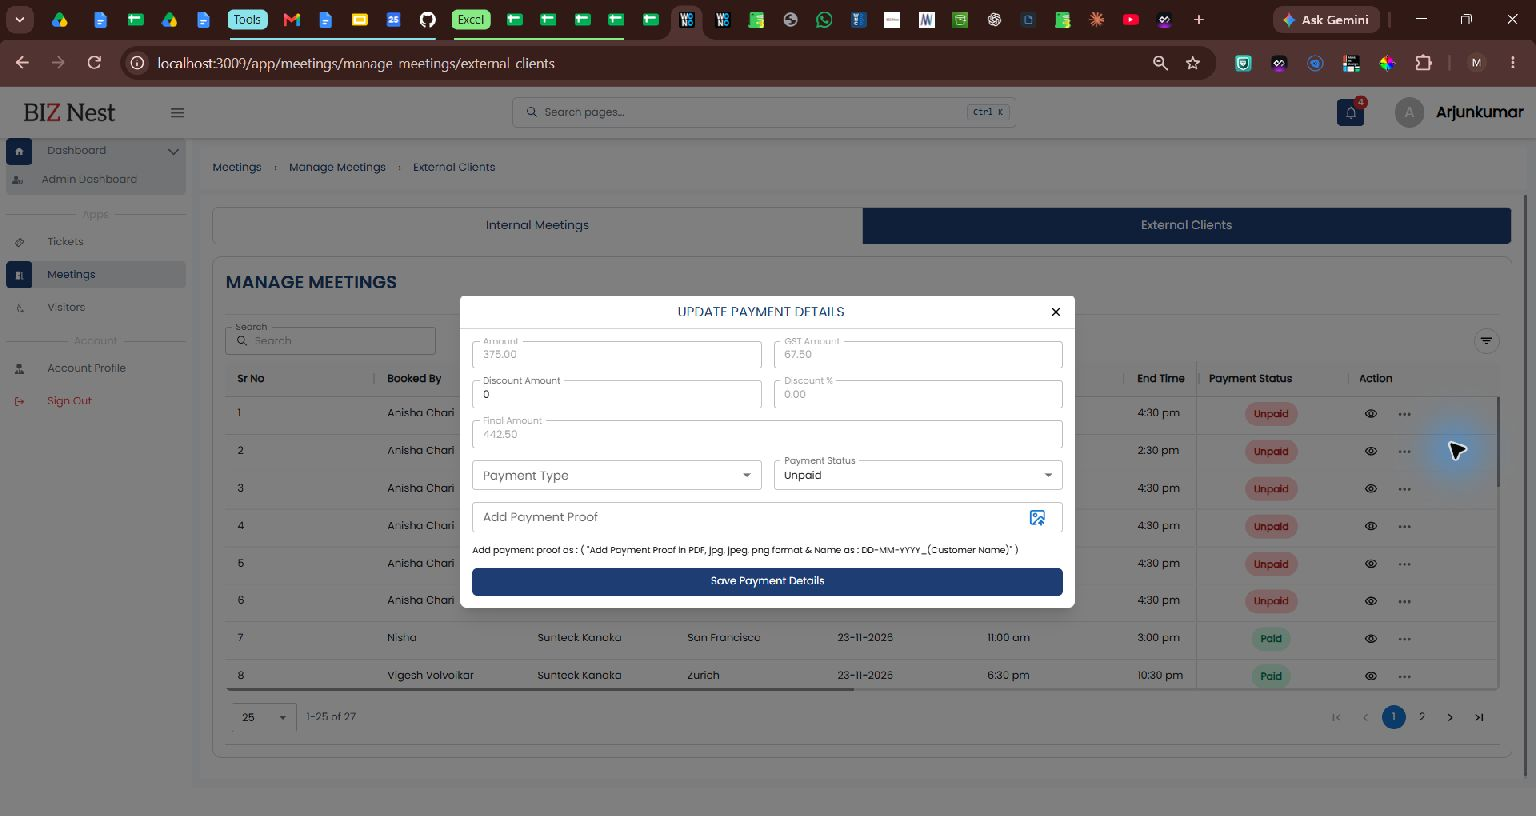 Tools
Excel
Ask Gemini
localhost:3009/app/meetings/manage-meetings/external-clients
M
BIZ Nest
Search pages...
Ctrl K
4
A
Arjunkumar
Dashboard
Admin Dashboard
Apps
Tickets
Meetings
Visitors
Account
Account Profile
Sign Out
Meetings › Manage Meetings › External Clients
Internal Meetings
External Clients
MANAGE MEETINGS
Search
Search
Sr No Booked By End Time Payment Status Action
1 Anisha Chari 4:30 pm Unpaid
2 Anisha Chari 2:30 pm Unpaid
3 Anisha Chari 4:30 pm Unpaid
4 Anisha Chari 4:30 pm Unpaid
5 Anisha Chari 4:30 pm Unpaid
6 Anisha Chari 4:30 pm Unpaid
7 Nisha Sunteck Kanaka San Francisco 23-11-2026 11:00 am 3:00 pm Paid
8 Vigesh Volvolkar Sunteck Kanaka Zurich 23-11-2026 6:30 pm 10:30 pm Paid
25
1-25 of 27
1 2
UPDATE PAYMENT DETAILS
Amount
375.00
GST Amount
67.50
Discount Amount
0
Discount %
0.00
Final Amount
442.50
Payment Type
Payment Status
Unpaid
Add Payment Proof
Add payment proof as : ( "Add Payment Proof in PDF, jpg, jpeg, png format & Name as : DD-MM-YYYY_(Customer Name)" )
Save Payment Details